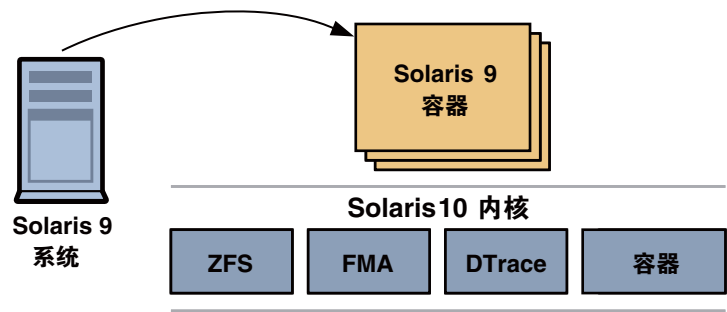 Solaris 9
容器
Solaris 9
系统
Solaris10 内核
ZFS
FMA
DTrace
容器